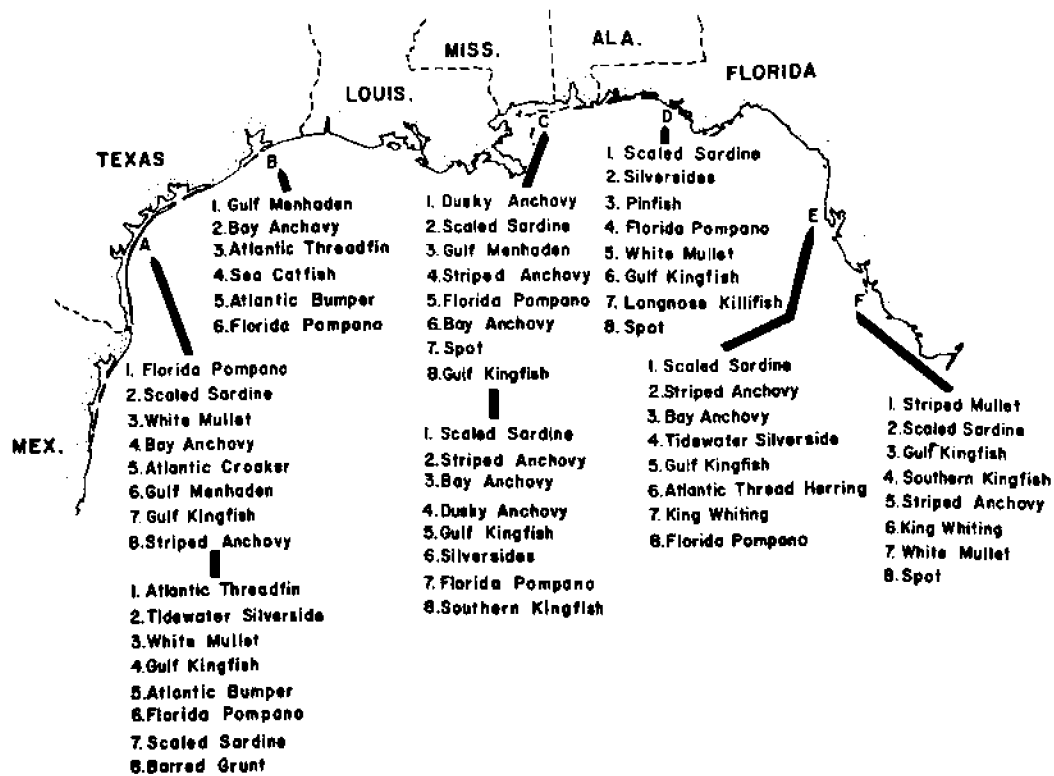 MISS.
ALA.
FLORIDA
LOUIS.
TEXAS
MEX.
A
B
C
D
E
F
1. Florida Pompano
2. Scaled Sardine
3. White Mullet
4. Bay Anchovy
5. Atlantic Croaker
6. Gulf Menhaden
7. Gulf Kingfish
8. Striped Anchovy
1. Atlantic Threadfin
2. Tidewater Silverside
3. White Mullet
4. Gulf Kingfish
5. Atlantic Bumper
6. Florida Pompano
7. Scaled Sardine
8. Barred Grunt
1. Gulf Menhaden
2. Bay Anchovy
3. Atlantic Threadfin
4. Sea Catfish
5. Atlantic Bumper
6. Florida Pompano
1. Dusky Anchovy
2. Scaled Sardine
3. Gulf Menhaden
4. Striped Anchovy
5. Florida Pompano
6. Bay Anchovy
7. Spot
8. Gulf Kingfish
1. Scaled Sardine
2. Striped Anchovy
3. Bay Anchovy
4. Dusky Anchovy
5. Gulf Kingfish
6. Silversides
7. Florida Pompano
8. Southern Kingfish
1. Scaled Sardine
2. Silversides
3. Pinfish
4. Florida Pompano
5. White Mullet
6. Gulf Kingfish
7. Longnose Killifish
8. Spot
1. Scaled Sardine
2. Striped Anchovy
3. Bay Anchovy
4. Tidewater Silverside
5. Gulf Kingfish
6. Atlantic Thread Herring
7. King Whiting
8. Florida Pompano
1. Striped Mullet
2. Scaled Sardine
3. Gulf Kingfish
4. Southern Kingfish
5. Striped Anchovy
6. King Whiting
7. White Mullet
8. Spot